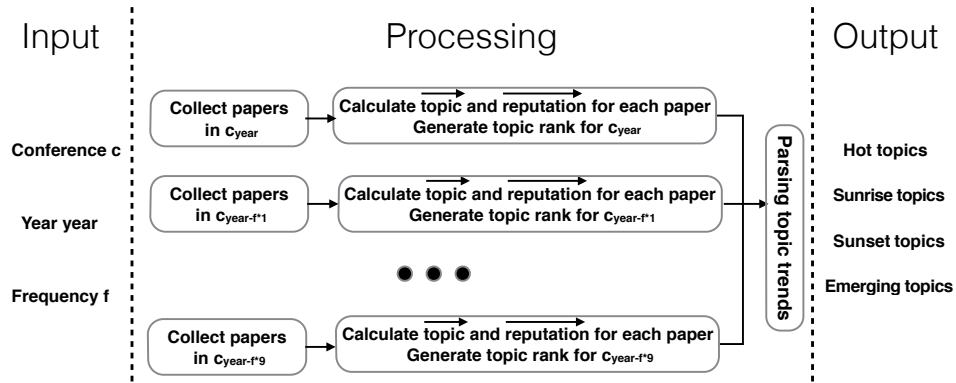 Input
Processing
Output
Conference c
Year year
Frequency f
Collect papers
in cyear
Calculate topic and reputation for each paper
Generate topic rank for cyear
Collect papers
in cyear-f*1
Calculate topic and reputation for each paper
Generate topic rank for cyear-f*1
Collect papers
in cyear-f*9
Calculate topic and reputation for each paper
Generate topic rank for cyear-f*9
Parsing topic trends
Hot topics
Sunrise topics
Sunset topics
Emerging topics